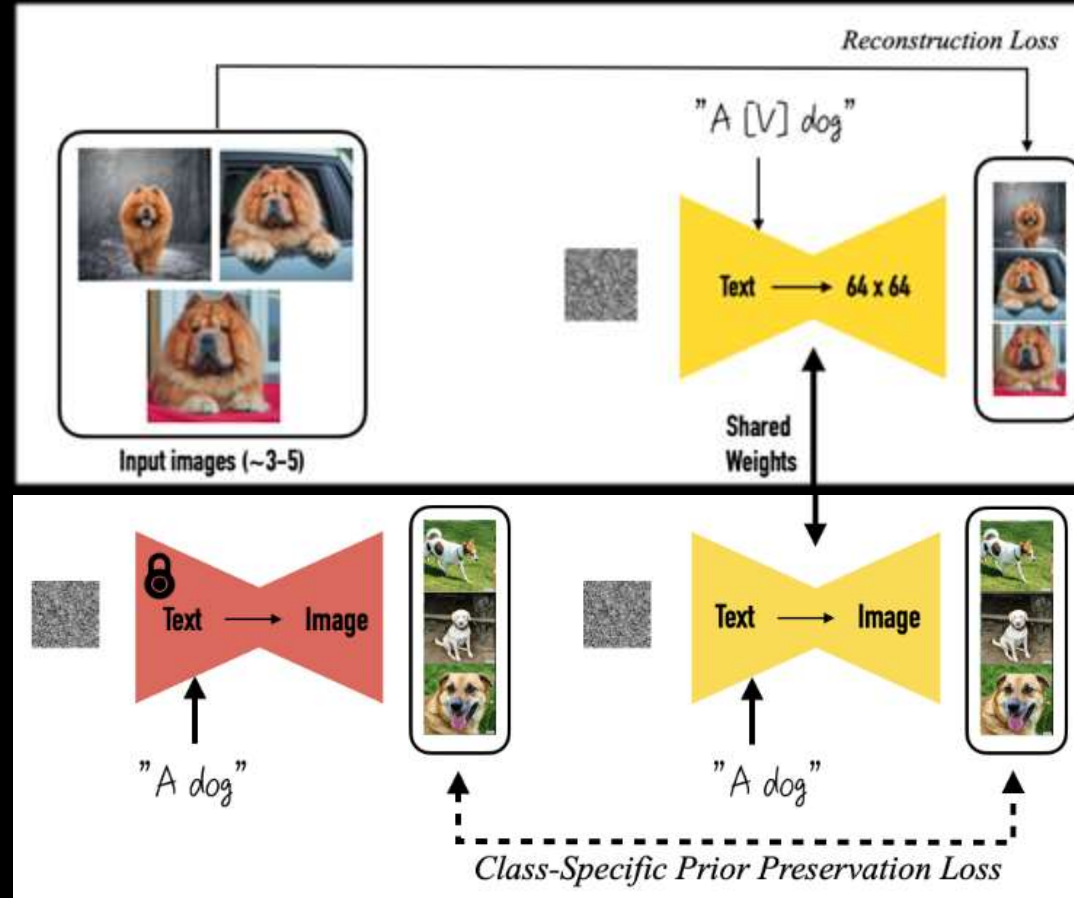 Reconstruction Loss
"A [V] dog"
Text → 64 x 64
Input images (~3-5)
Shared
Weights
Text → Image
Text → Image
"A dog"
"A dog"
Class-Specific Prior Preservation Loss